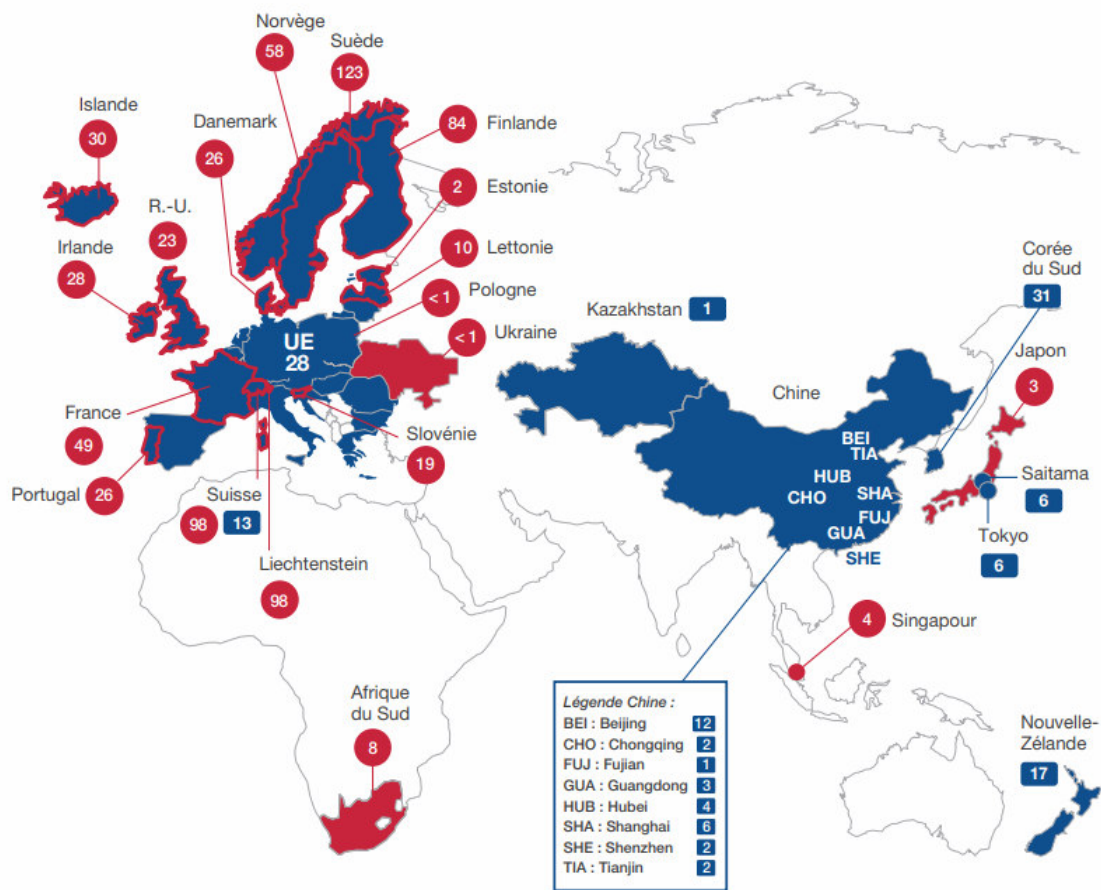 Norvège
58
Suède
123
Islande
30
Danemark
26
84
Finlande
2
Estonie
R.-U.
23
Irlande
28
10
Lettonie
< 1
Pologne
< 1
Ukraine
UE
28
France
49
Slovénie
19
Portugal
26
Suisse
98
13
Liechtenstein
98
Kazakhstan
1
Chine
Corée
du Sud
31
Japon
3
BEI
TIA
HUB
CHO
SHA
FUJ
GUA
SHE
Saitama
6
Tokyo
6
4
Singapour
Afrique
du Sud
8
Légende Chine :
BEI : Beijing 12
CHO : Chongqing 2
FUJ : Fujian 1
GUA : Guangdong 3
HUB : Hubei 4
SHA : Shanghai 6
SHE : Shenzhen 2
TIA : Tianjin 2
Nouvelle-
Zélande
17